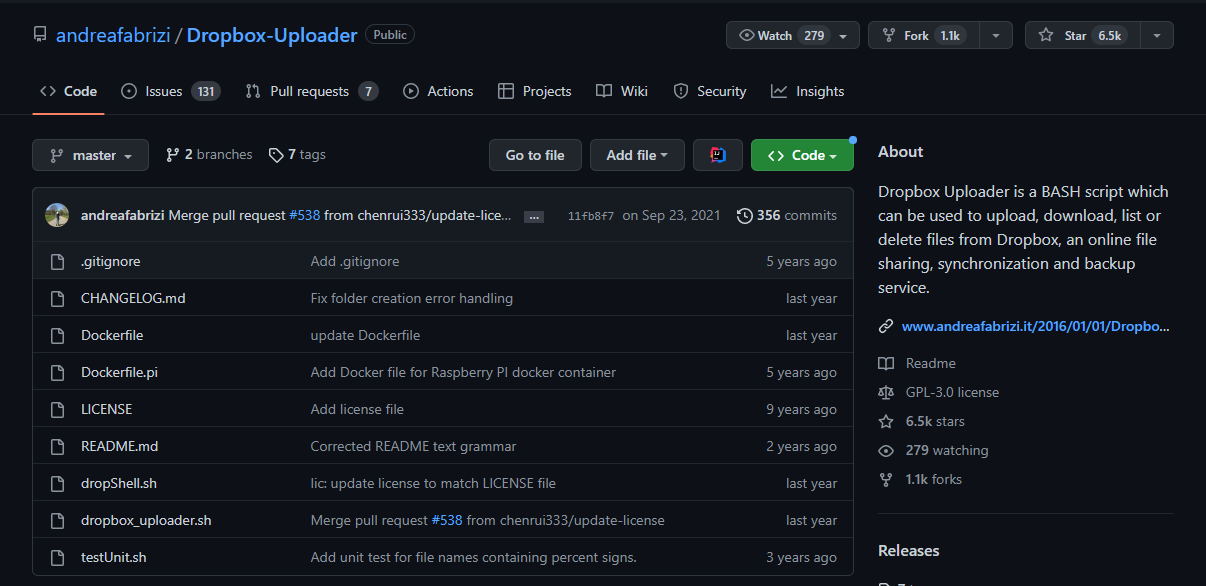 andreafabrizi / Dropbox-Uploader Public
Watch 279 Fork 1.1k Star 6.5k
Code Issues 131 Pull requests 7 Actions Projects Wiki Security Insights
master 2 branches 7 tags Go to file Add file Code
andreafabrizi Merge pull request #538 from chenrui333/update-lice... ... 11fb8f7 on Sep 23, 2021 356 commits
.gitignore Add .gitignore 5 years ago
CHANGELOG.md Fix folder creation error handling last year
Dockerfile update Dockerfile last year
Dockerfile.pi Add Docker file for Raspberry PI docker container 5 years ago
LICENSE Add license file 9 years ago
README.md Corrected README text grammar 2 years ago
dropShell.sh lic: update license to match LICENSE file last year
dropbox_uploader.sh Merge pull request #538 from chenrui333/update-license last year
testUnit.sh Add unit test for file names containing percent signs. 3 years ago
About
Dropbox Uploader is a BASH script which
can be used to upload, download, list or
delete files from Dropbox, an online file
sharing, synchronization and backup
service.
www.andreafabrizi.it/2016/01/01/Dropbo...
Readme
GPL-3.0 license
6.5k stars
279 watching
1.1k forks
Releases